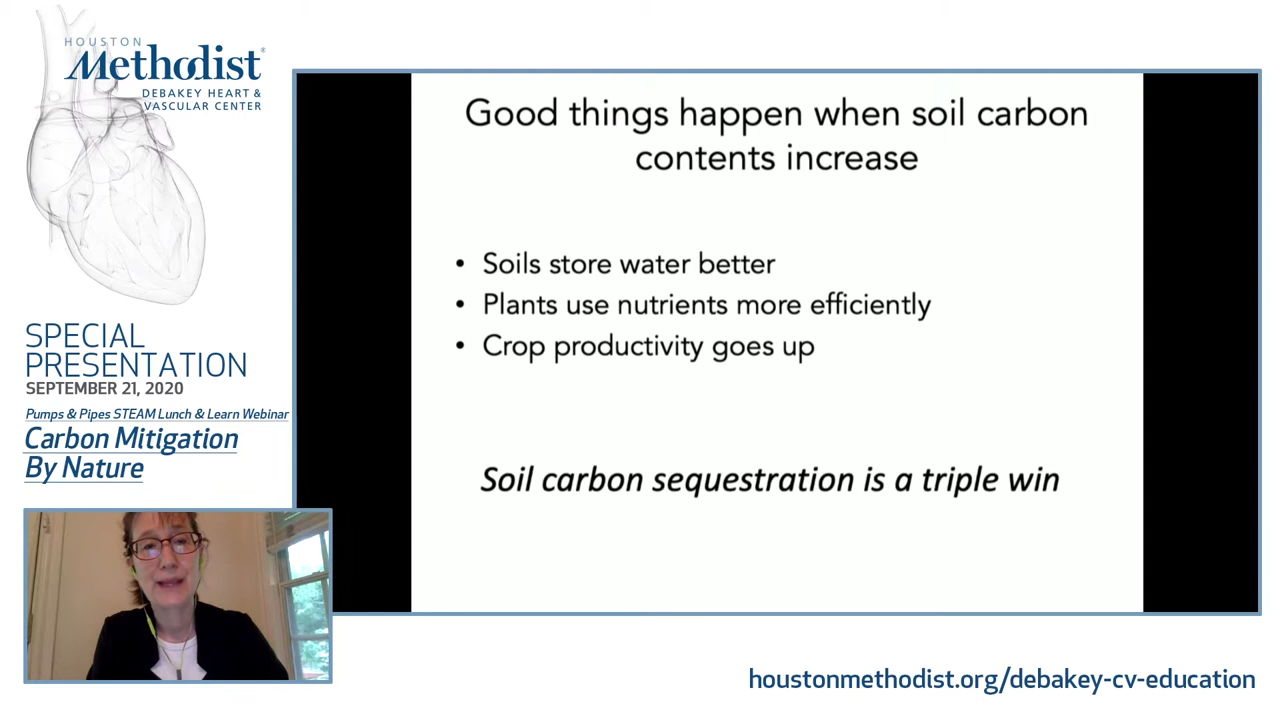 HOUSTON
Methodist®
DEBAKEY HEART &
VASCULAR CENTER
SPECIAL
PRESENTATION
SEPTEMBER 21, 2020
Pumps & Pipes STEAM Lunch & Learn Webinar
Carbon Mitigation
By Nature
Good things happen when soil carbon
contents increase
• Soils store water better
• Plants use nutrients more efficiently
• Crop productivity goes up
Soil carbon sequestration is a triple win
houstonmethodist.org/debakey-cv-education